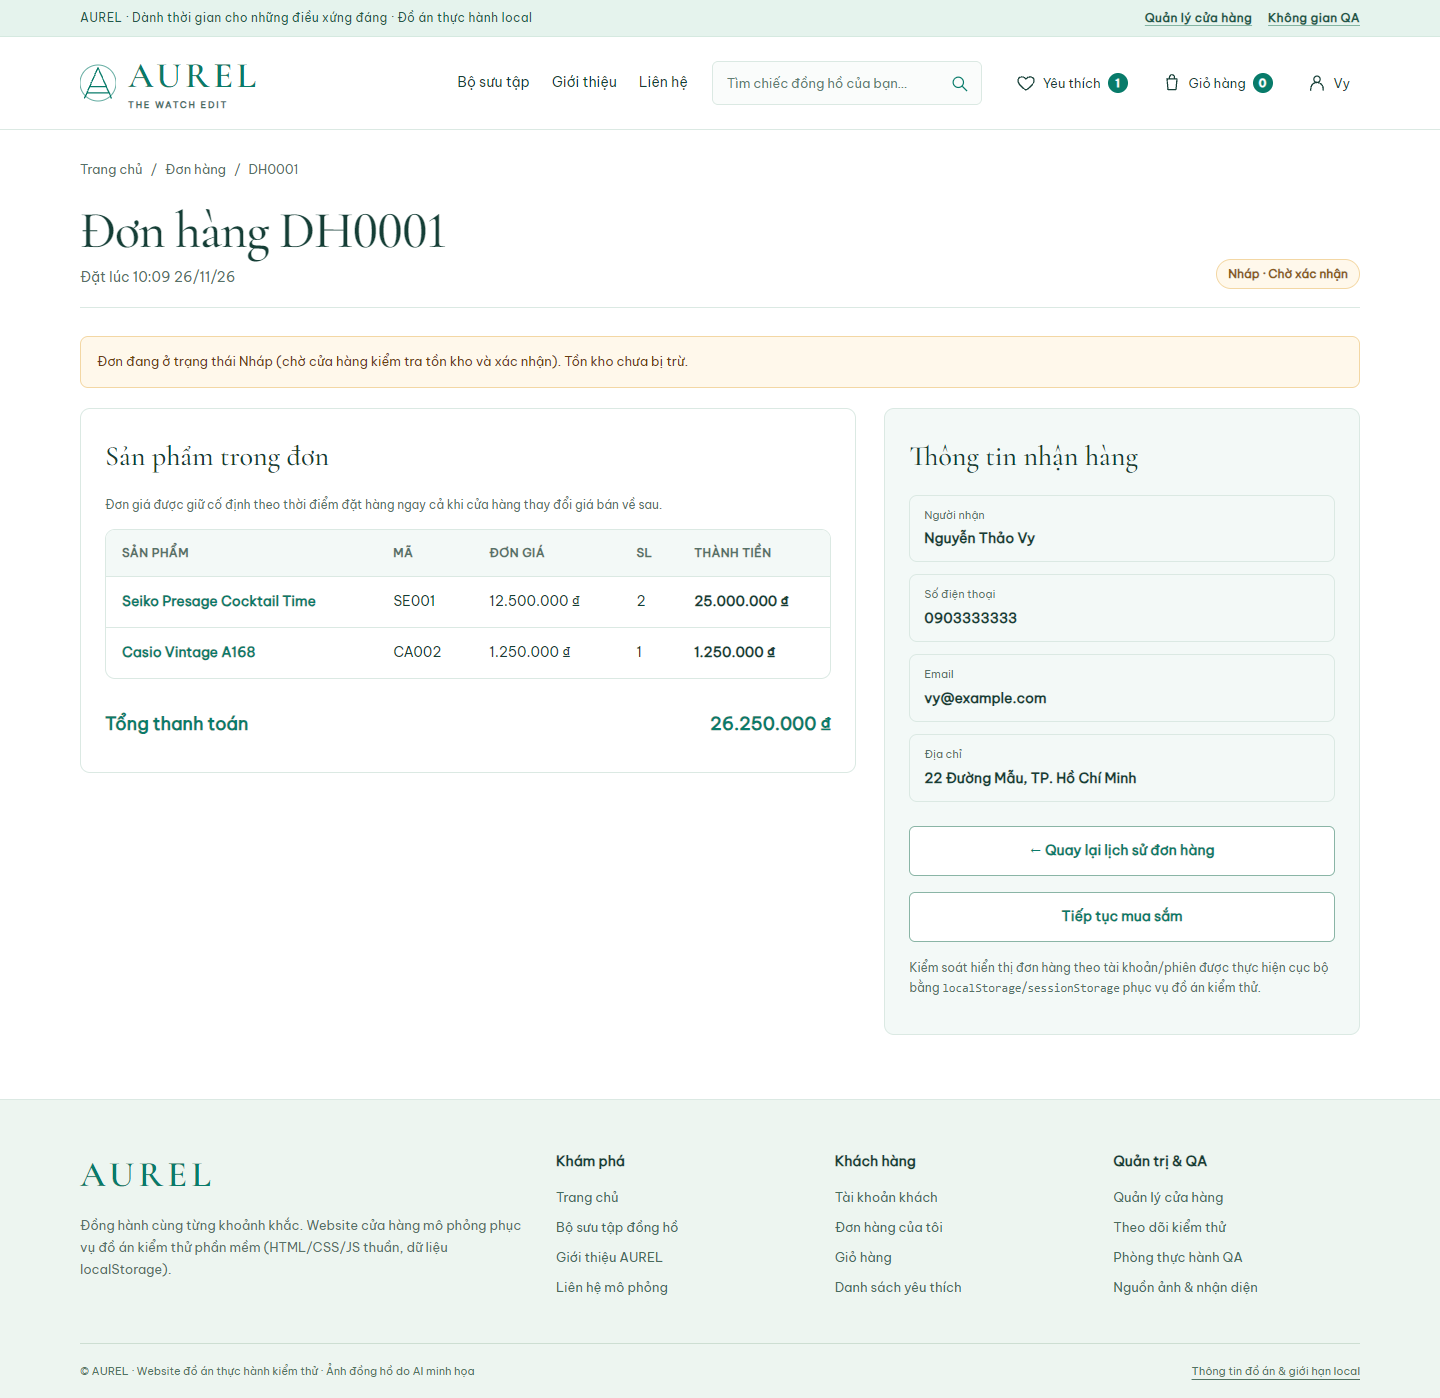 AUREL · Dành thời gian cho những điều xứng đáng · Đồ án thực hành local
Quản lý cửa hàng Không gian QA
AUREL
THE WATCH EDIT
Bộ sưu tập Giới thiệu Liên hệ
Tìm chiếc đồng hồ của bạn...
Yêu thích 1
Giỏ hàng 0
Vy
Trang chủ / Đơn hàng / DH0001
Đơn hàng DH0001
Đặt lúc 10:09 26/11/26
Nháp · Chờ xác nhận
Đơn đang ở trạng thái Nháp (chờ cửa hàng kiểm tra tồn kho và xác nhận). Tồn kho chưa bị trừ.
Sản phẩm trong đơn
Đơn giá được giữ cố định theo thời điểm đặt hàng ngay cả khi cửa hàng thay đổi giá bán về sau.
SẢN PHẨM MÃ ĐƠN GIÁ SL THÀNH TIỀN
Seiko Presage Cocktail Time SE001 12.500.000 ₫ 2 25.000.000 ₫
Casio Vintage A168 CA002 1.250.000 ₫ 1 1.250.000 ₫
Tổng thanh toán 26.250.000 ₫
Thông tin nhận hàng
Người nhận
Nguyễn Thảo Vy
Số điện thoại
0903333333
Email
vy@example.com
Địa chỉ
22 Đường Mẫu, TP. Hồ Chí Minh
← Quay lại lịch sử đơn hàng
Tiếp tục mua sắm
Kiểm soát hiển thị đơn hàng theo tài khoản/phiên được thực hiện cục bộ
bằng localStorage/sessionStorage phục vụ đồ án kiểm thử.
AUREL
Đồng hành cùng từng khoảnh khắc. Website cửa hàng mô phỏng phục
vụ đồ án kiểm thử phần mềm (HTML/CSS/JS thuần, dữ liệu
localStorage).
Khám phá
Trang chủ
Bộ sưu tập đồng hồ
Giới thiệu AUREL
Liên hệ mô phỏng
Khách hàng
Tài khoản khách
Đơn hàng của tôi
Giỏ hàng
Danh sách yêu thích
Quản trị & QA
Quản lý cửa hàng
Theo dõi kiểm thử
Phòng thực hành QA
Nguồn ảnh & nhận diện
© AUREL · Website đồ án thực hành kiểm thử · Ảnh đồng hồ do AI minh họa
Thông tin đồ án & giới hạn local